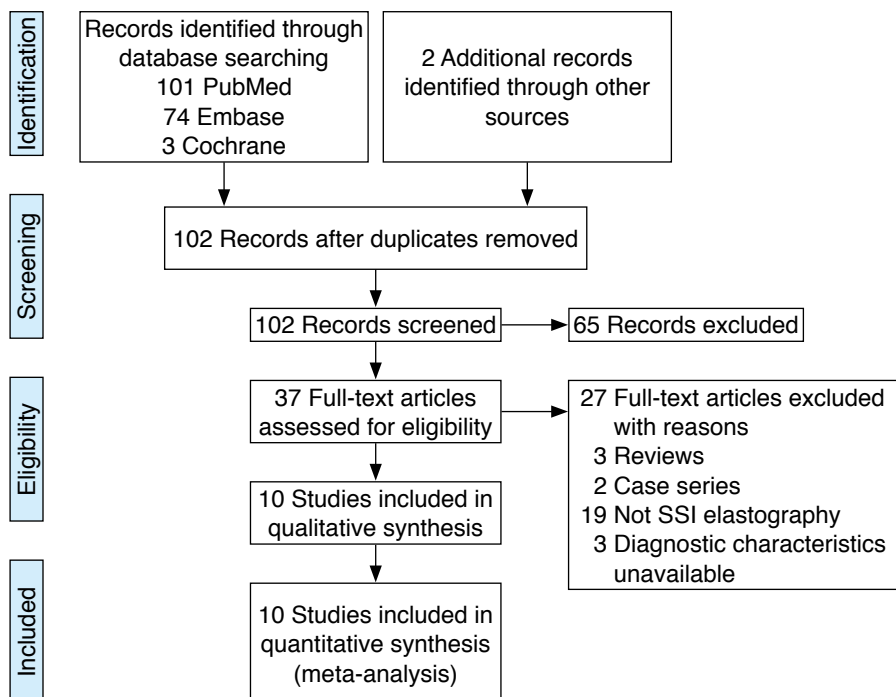 Identification
Records identified through
database searching
101 PubMed
74 Embase
3 Cochrane
2 Additional records
identified through other
sources
Screening
102 Records after duplicates removed
102 Records screened
65 Records excluded
Eligibility
37 Full-text articles
assessed for eligibility
27 Full-text articles excluded
with reasons
3 Reviews
2 Case series
19 Not SSI elastography
3 Diagnostic characteristics
unavailable
10 Studies included in
qualitative synthesis
Included
10 Studies included in
quantitative synthesis
(meta-analysis)